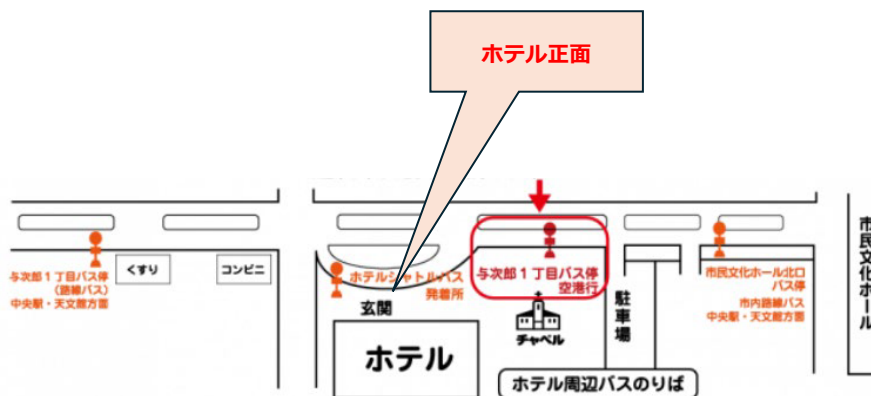 ホテル正面
与次郎1丁目バス停
(路線バス)
中央駅・天文館方面
くすり
コンビニ
ホテルシャトルバス
発着所
玄関
ホテル
与次郎1丁目バス停
空港行
チャペル
駐車場
ホテル周辺バスのりば
市民文化ホール北口
バス停
市内路線バス
中央駅・天文館方面
市民文化ホール